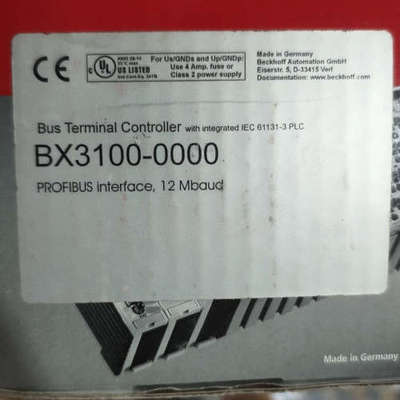 CE
c UL US LISTED
For Us/GNDs and Up/GNDp:
Use 4 Amp. fuse or
Class 2 power supply
Made in Germany
Beckhoff Automation GmbH
Eiserstr. 5, D-33415 Verl
Documentation: www.beckhoff.com
Bus Terminal Controller with integrated IEC 61131-3 PLC
BX3100-0000
PROFIBUS interface, 12 Mbaud
Made in Germany